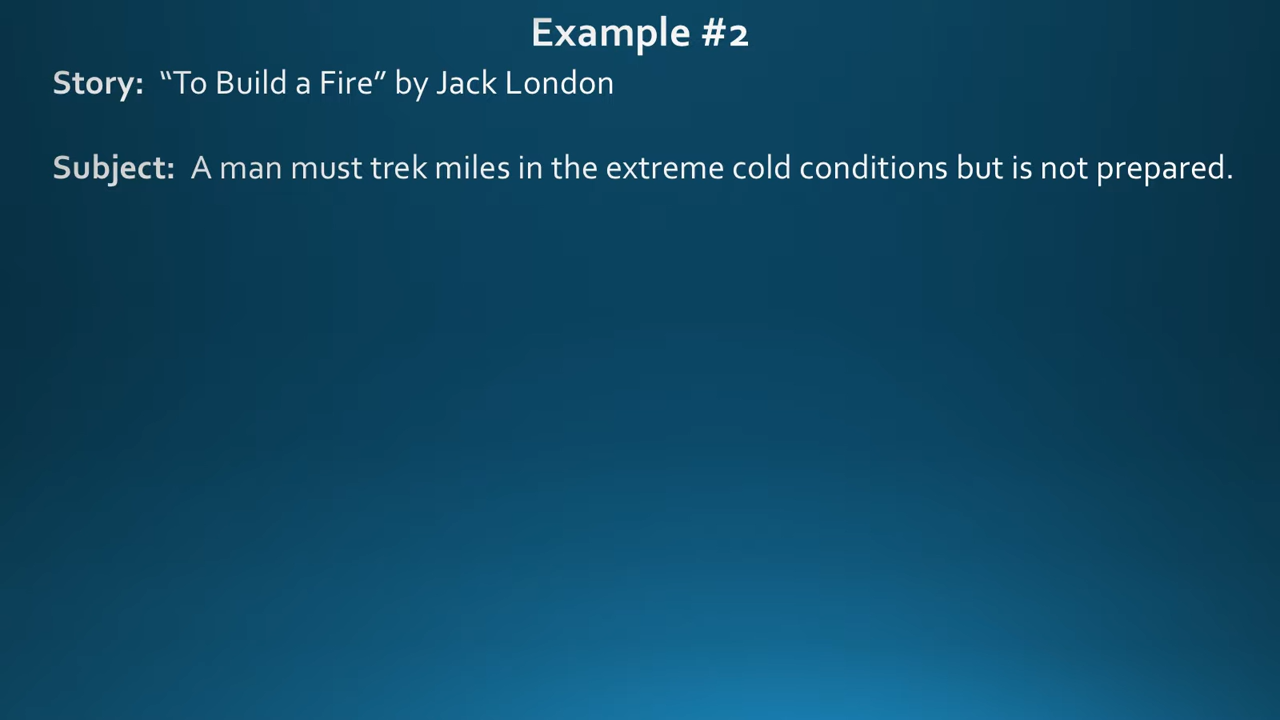 Example #2
Story: “To Build a Fire” by Jack London
Subject: A man must trek miles in the extreme cold conditions but is not prepared.